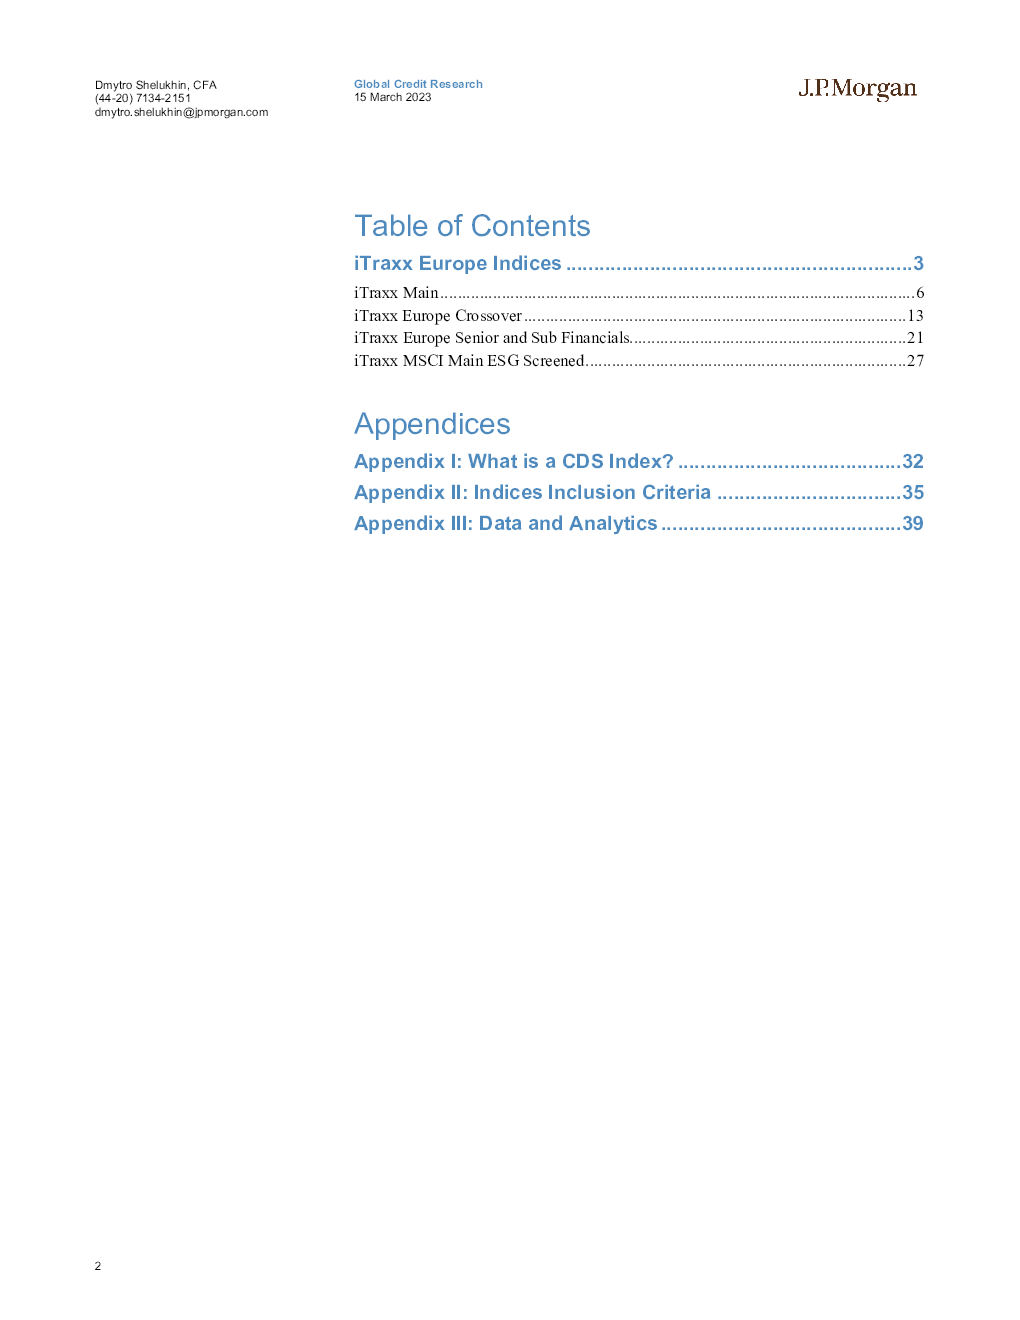 Dmytro Shelukhin, CFA
(44-20) 7134-2151
dmytro.shelukhin@jpmorgan.com
Global Credit Research
15 March 2023
J.P.Morgan
Table of Contents
iTraxx Europe Indices ..............................................................3
iTraxx Main............................................................................................................6
iTraxx Europe Crossover.......................................................................................13
iTraxx Europe Senior and Sub Financials...............................................................21
iTraxx MSCI Main ESG Screened.........................................................................27
Appendices
Appendix I: What is a CDS Index? ........................................32
Appendix II: Indices Inclusion Criteria .................................35
Appendix III: Data and Analytics ...........................................39
2